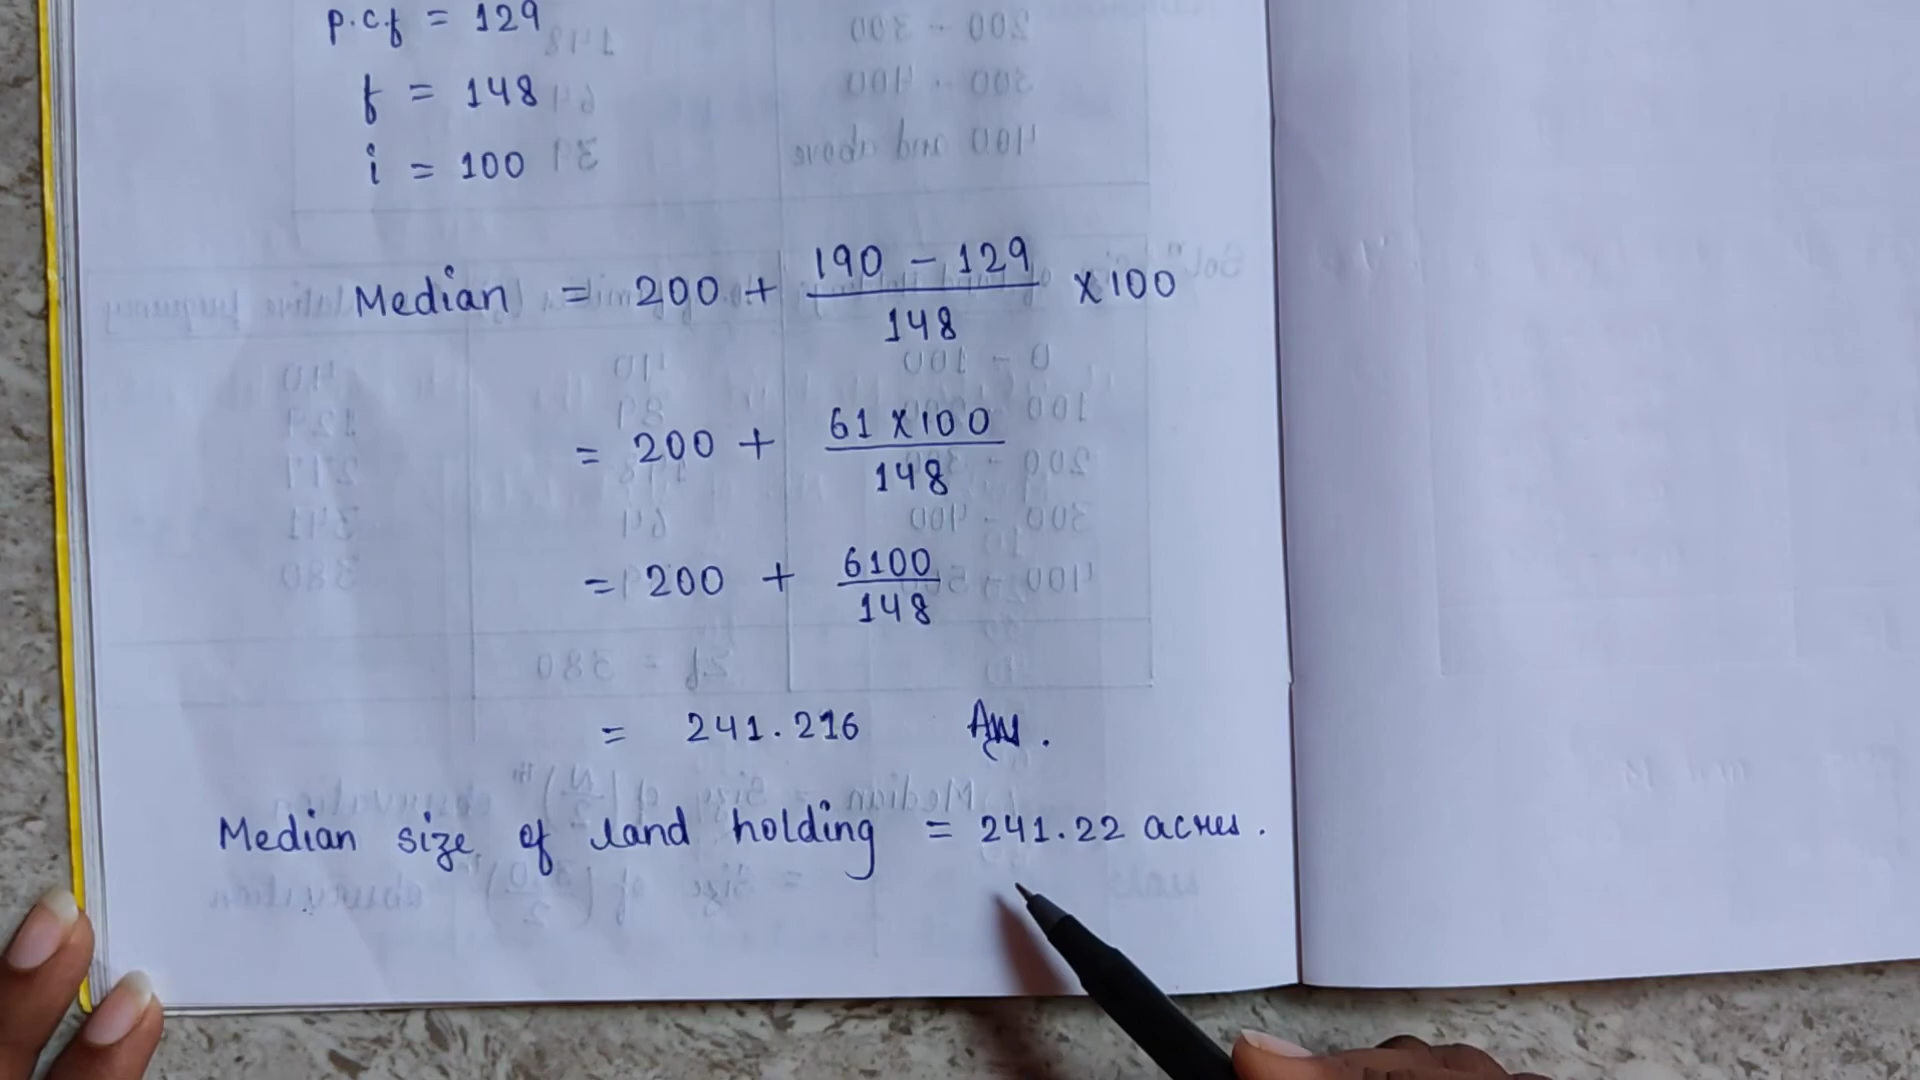 p.c.f = 129
f = 148
i = 100
Median = 200 + (190 - 129)/148 × 100
= 200 + (61 × 100)/148
= 200 + 6100/148
= 241.216 Ans.
Median size of land holding = 241.22 acres.